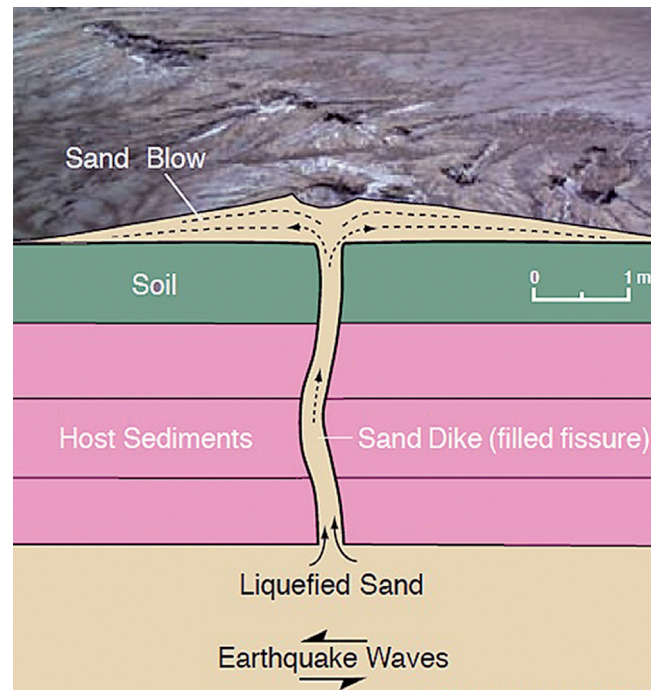 Sand Blow
Soil
0 1 m
Host Sediments
Sand Dike (filled fissure)
Liquefied Sand
Earthquake Waves